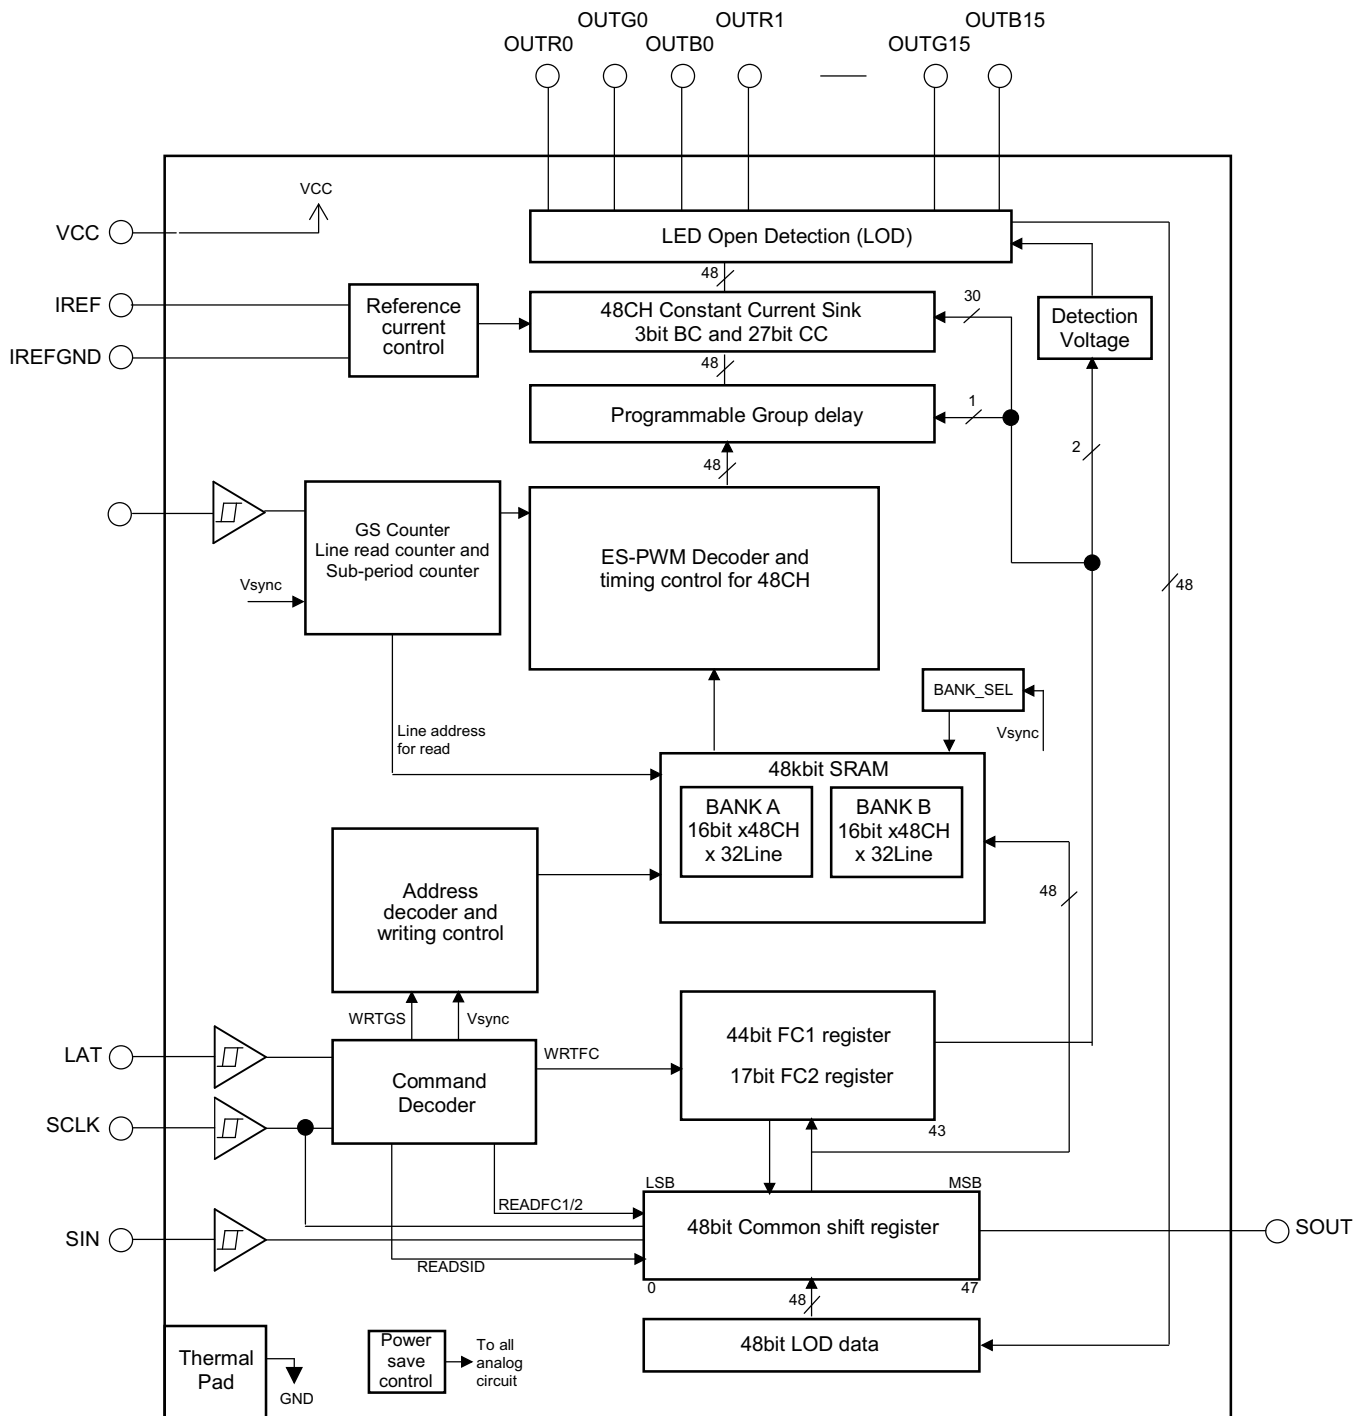 OUTG0
OUTR1
OUTB15
OUTR0
OUTB0
OUTG15
VCC
VCC
LED Open Detection (LOD)
48
IREF
IREFGND
Reference
current
control
48CH Constant Current Sink
3bit BC and 27bit CC
30
Detection
Voltage
48
Programmable Group delay
1
2
48
GS Counter
Line read counter and
Sub-period counter
Vsync
ES-PWM Decoder and
timing control for 48CH
48
BANK_SEL
Vsync
Line address
for read
48kbit SRAM
BANK A
16bit x48CH
x 32Line
BANK B
16bit x48CH
x 32Line
48
Address
decoder and
writing control
WRTGS
Vsync
LAT
SCLK
Command
Decoder
WRTFC
44bit FC1 register
17bit FC2 register
43
LSB
MSB
READFC1/2
SIN
48bit Common shift register
SOUT
READSID
0
47
48
48bit LOD data
Thermal
Pad
GND
Power
save
control
To all
analog
circuit